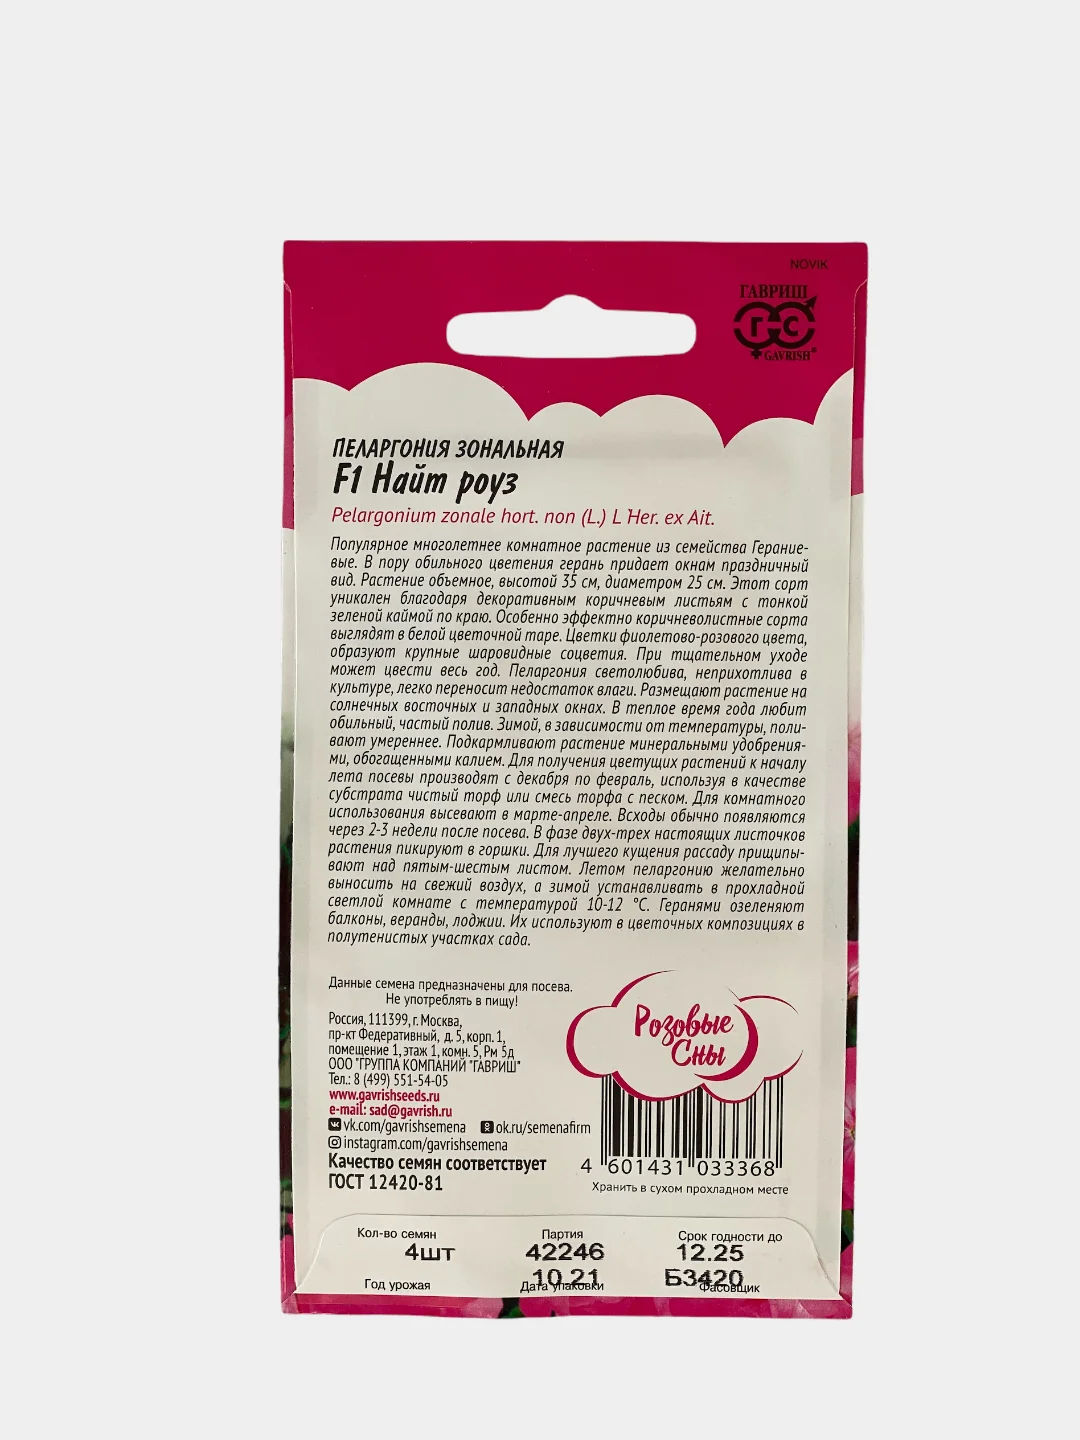 NOVIK
ГАВРИШ
Г С
GAVRISH®
ПЕЛАРГОНИЯ ЗОНАЛЬНАЯ
F1 Найт роуз
Pelargonium zonale hort. non (L.) L'Her. ex Ait.
Популярное многолетнее комнатное растение из семейства Герание-
вые. В пору обильного цветения герань придает окнам праздничный
вид. Растение объемное, высотой 35 см, диаметром 25 см. Этот сорт
уникален благодаря декоративным коричневым листьям с тонкой
зеленой каймой по краю. Особенно эффектно коричневолистные сорта
выглядят в белой цветочной таре. Цветки фиолетово-розового цвета,
образуют крупные шаровидные соцветия. При тщательном уходе
может цвести весь год. Пеларгония светолюбива, неприхотлива в
культуре, легко переносит недостаток влаги. Размещают растение на
солнечных восточных и западных окнах. В теплое время года любит
обильный, частый полив. Зимой, в зависимости от температуры, поли-
вают умереннее. Подкармливают растение минеральными удобрения-
ми, обогащенными калием. Для получения цветущих растений к началу
лета посевы производят с декабря по февраль, используя в качестве
субстрата чистый торф или смесь торфа с песком. Для комнатного
использования высевают в марте-апреле. Всходы обычно появляются
через 2-3 недели после посева. В фазе двух-трех настоящих листочков
растения пикируют в горшки. Для лучшего кущения рассаду прищипы-
вают над пятым-шестым листом. Летом пеларгонию желательно
выносить на свежий воздух, а зимой устанавливать в прохладной
светлой комнате с температурой 10-12 °С. Геранями озеленяют
балконы, веранды, лоджии. Их используют в цветочных композициях в
полутенистых участках сада.
Данные семена предназначены для посева.
Не употреблять в пищу!
Россия, 111399, г. Москва,
пр-кт Федеративный, д. 5, корп. 1,
помещение 1, этаж 1, комн. 5, Рм 5д
ООО "ГРУППА КОМПАНИЙ "ГАВРИШ"
Тел.: 8 (499) 551-54-05
www.gavrishseeds.ru
e-mail: sad@gavrish.ru
vk.com/gavrishsemena ok.ru/semenafirm
instagram.com/gavrishsemena
Качество семян соответствует
ГОСТ 12420-81
Розовые
Сны
4 601431 033368
Хранить в сухом прохладном месте
Кол-во семян Партия Срок годности до
4шт 42246 12.25
10.21 Б3420
Год урожая Дата упаковки Фасовщик